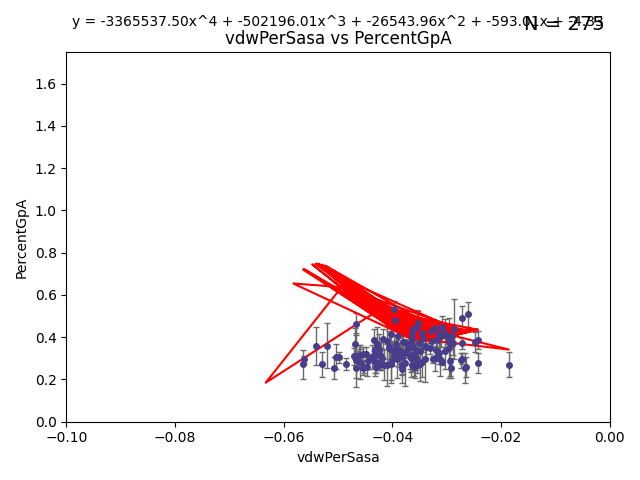 y = -3365537.50x^4 + -502196.01x^3 + -26543.96x^2 + -593.01x + -4.83
N = 275
vdwPerSasa vs PercentGpA
PercentGpA
1.6
1.4
1.2
1.0
0.8
0.6
0.4
0.2
0.0
−0.10 −0.08 −0.06 −0.04 −0.02 0.00
vdwPerSasa